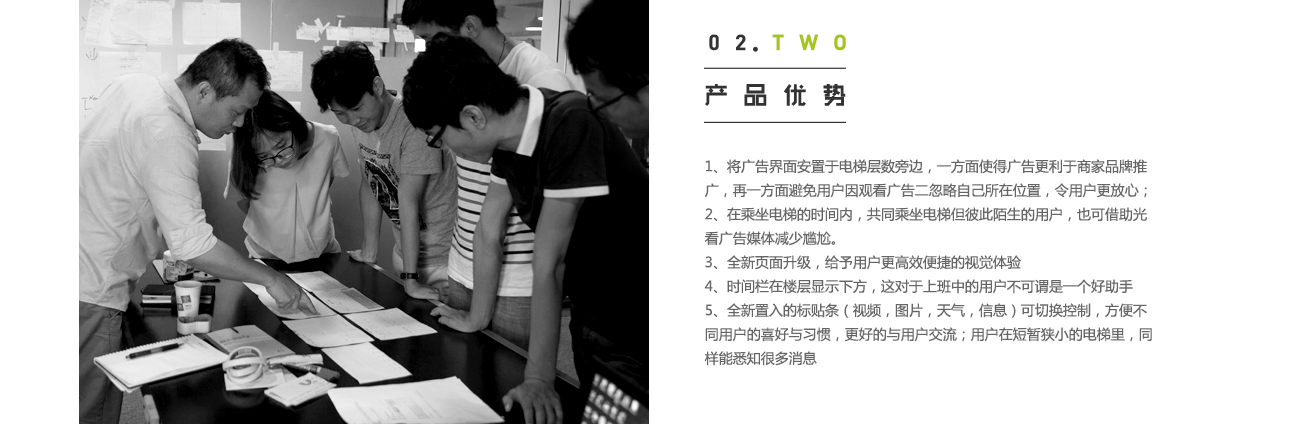 02.TWO
产品优势
1、将广告界面安置于电梯层数旁边，一方面使得广告更利于商家品牌推
广，再一方面避免用户因观看广告二忽略自己所在位置，令用户更放心；
2、在乘坐电梯的时间内，共同乘坐电梯但彼此陌生的用户，也可借助光
看广告媒体减少尴尬。
3、全新页面升级，给予用户更高效便捷的视觉体验
4、时间栏在楼层显示下方，这对于上班中的用户不可谓是一个好助手
5、全新置入的标贴条（视频，图片，天气，信息）可切换控制，方便不
同用户的喜好与习惯，更好的与用户交流；用户在短暂狭小的电梯里，同
样能悉知很多消息